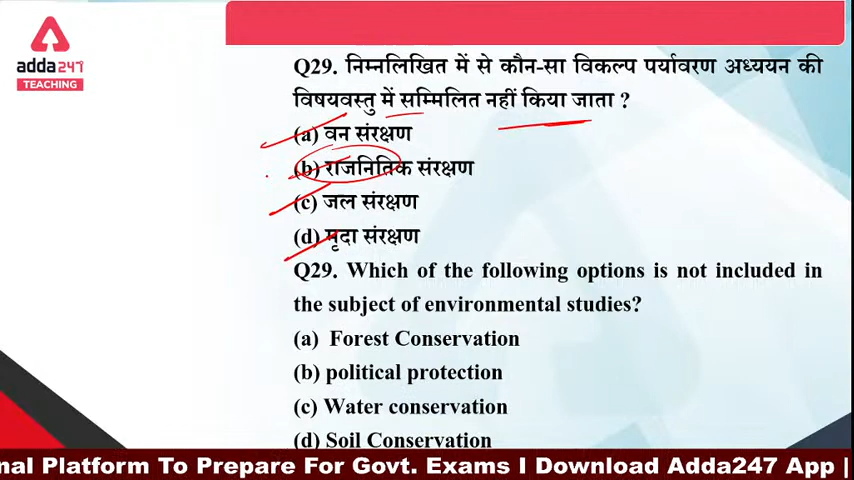 adda247
TEACHING
Q29. निम्नलिखित में से कौन-सा विकल्प पर्यावरण अध्ययन की
विषयवस्तु में सम्मिलित नहीं किया जाता ?
(a) वन संरक्षण
(b) राजनितिक संरक्षण
(c) जल संरक्षण
(d) मृदा संरक्षण
Q29. Which of the following options is not included in
the subject of environmental studies?
(a) Forest Conservation
(b) political protection
(c) Water conservation
(d) Soil Conservation
nal Platform To Prepare For Govt. Exams I Download Adda247 App |